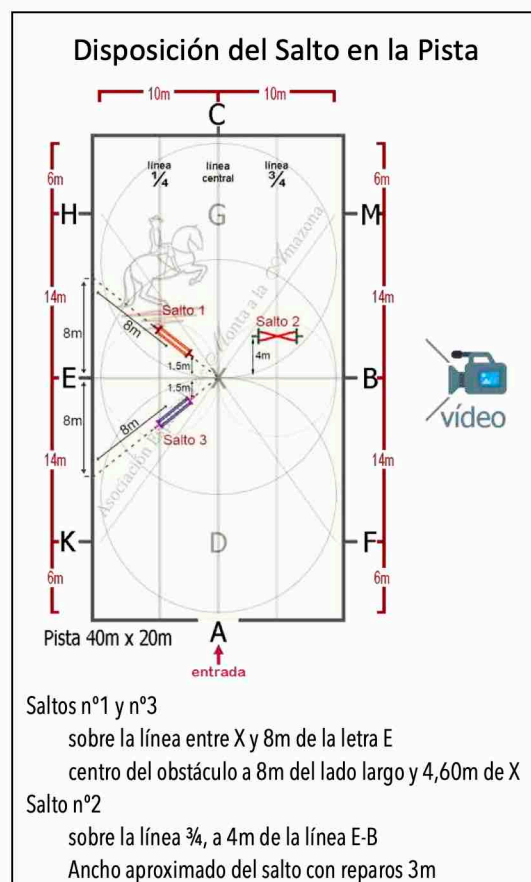 Disposición del Salto en la Pista
10m 10m
C
línea línea línea
1/4 central 3/4
6m 6m
H G M
14m 14m
Salto 1
8m
Salto 2
8m
1.5m 4m
E X B
1.5m
8m
8m
Salto 3
14m 14m
vídeo
Asociación
Monta a la Amazona
K D F
6m 6m
Pista 40m x 20m
A
entrada
Saltos nº1 y nº3
sobre la línea entre X y 8m de la letra E
centro del obstáculo a 8m del lado largo y 4,60m de X
Salto nº2
sobre la línea ¾, a 4m de la línea E-B
Ancho aproximado del salto con reparos 3m